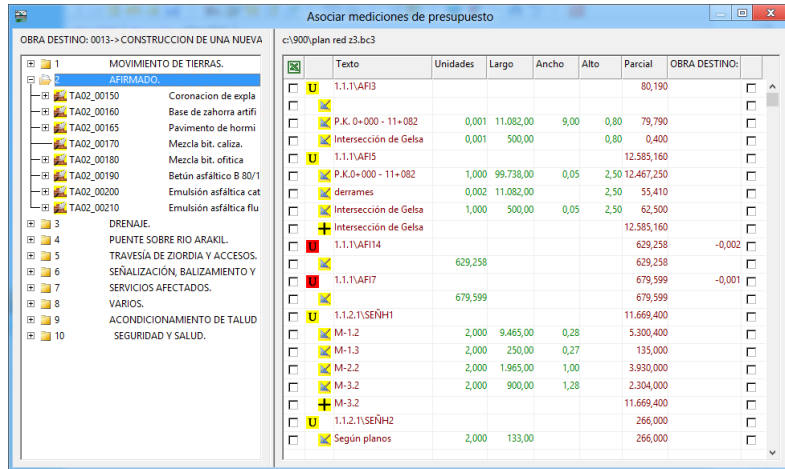 Asociar mediciones de presupuesto
OBRA DESTINO: 0013->CONSTRUCCION DE UNA NUEVA
1 MOVIMIENTO DE TIERRAS.
2 AFIRMADO.
TA02_00150 Coronacion de expla
TA02_00160 Base de zahorra artifi
TA02_00165 Pavimento de hormi
TA02_00170 Mezcla bit. caliza.
TA02_00180 Mezcla bit. ofitica
TA02_00190 Betún asfáltico B 80/1
TA02_00200 Emulsión asfáltica cat
TA02_00210 Emulsión asfáltica flu
3 DRENAJE.
4 PUENTE SOBRE RIO ARAKIL.
5 TRAVESÍA DE ZIORDIA Y ACCESOS.
6 SEÑALIZACIÓN, BALIZAMIENTO Y
7 SERVICIOS AFECTADOS.
8 VARIOS.
9 ACONDICIONAMIENTO DE TALUD
10 SEGURIDAD Y SALUD.
c:\900\plan red z3.bc3
Texto Unidades Largo Ancho Alto Parcial OBRA DESTINO:
U 1.1.1\AFI3 80,190
P.K. 0+000 - 11+082 0,001 11.082,00 9,00 0,80 79,790
Intersección de Gelsa 0,001 500,00 0,80 0,400
U 1.1.1\AFI5 12.585,160
P.K.0+000 - 11+082 1,000 99.738,00 0,05 2,50 12.467,250
derrames 0,002 11.082,00 2,50 55,410
Intersección de Gelsa 1,000 500,00 0,05 2,50 62,500
Intersección de Gelsa 12.585,160
U 1.1.1\AFI14 629,258 -0,002
629,258 629,258
U 1.1.1\AFI7 679,599 -0,001
679,599 679,599
U 1.1.2.1\SEÑH1 11.669,400
M-1.2 2,000 9.465,00 0,28 5.300,400
M-1.3 2,000 250,00 0,27 135,000
M-2.2 2,000 1.965,00 1,00 3.930,000
M-3.2 2,000 900,00 1,28 2.304,000
M-3.2 11.669,400
U 1.1.2.1\SEÑH2 266,000
Según planos 2,000 133,00 266,000